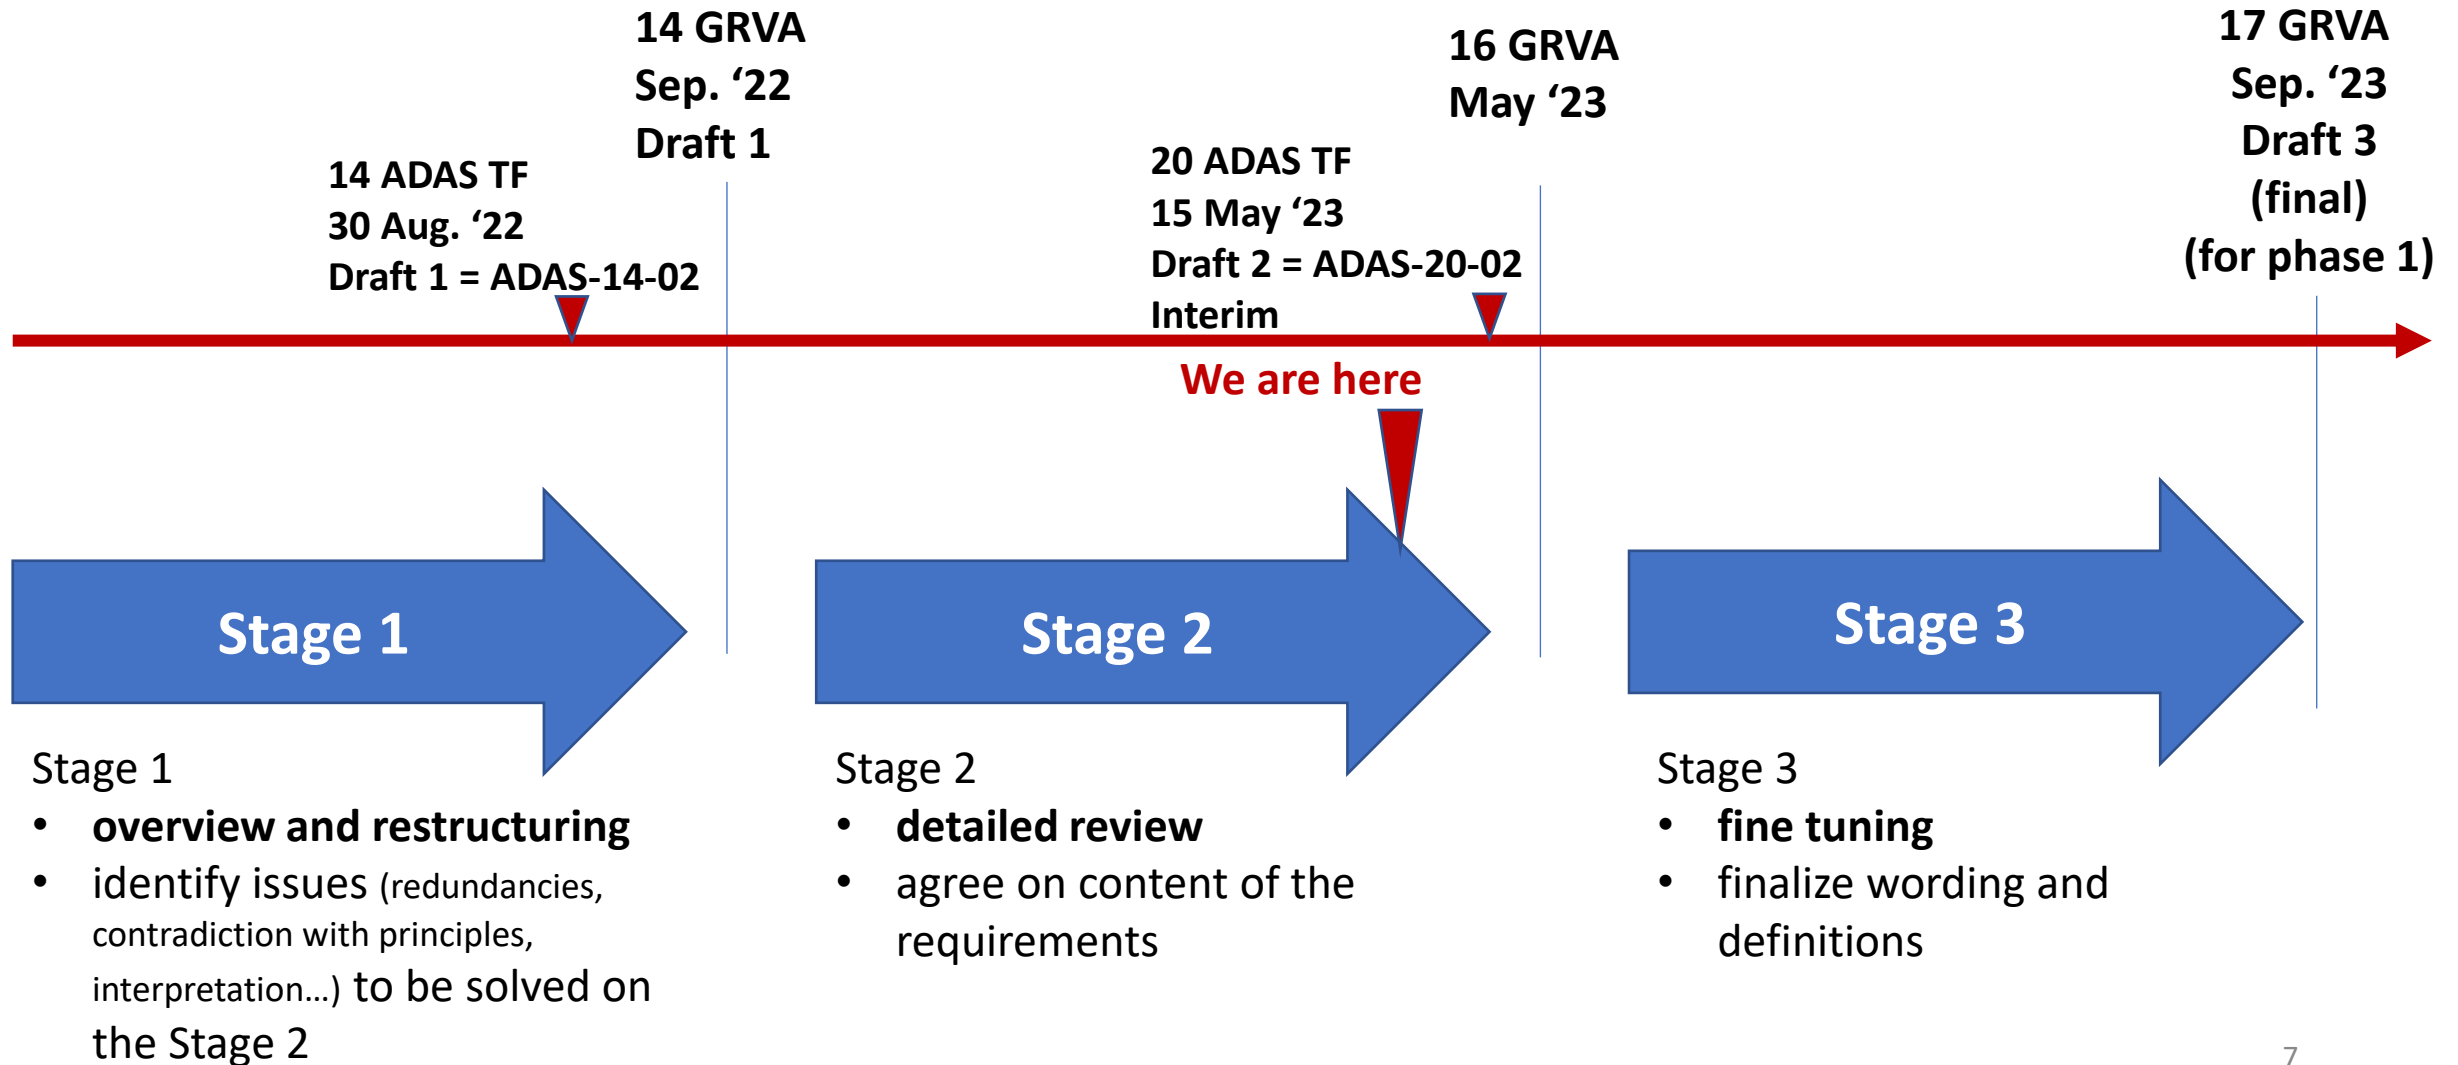 14 GRVA
Sep. ‘22
Draft 1
16 GRVA
May ‘23
17 GRVA
Sep. ‘23
Draft 3
(final)
(for phase 1)
14 ADAS TF
30 Aug. ‘22
Draft 1 = ADAS-14-02
20 ADAS TF
15 May ‘23
Draft 2 = ADAS-20-02
Interim
We are here
Stage 1
Stage 2
Stage 3
Stage 1
• overview and restructuring
• identify issues (redundancies,
contradiction with principles,
interpretation…) to be solved on
the Stage 2
Stage 2
• detailed review
• agree on content of the
requirements
Stage 3
• fine tuning
• finalize wording and
definitions
7